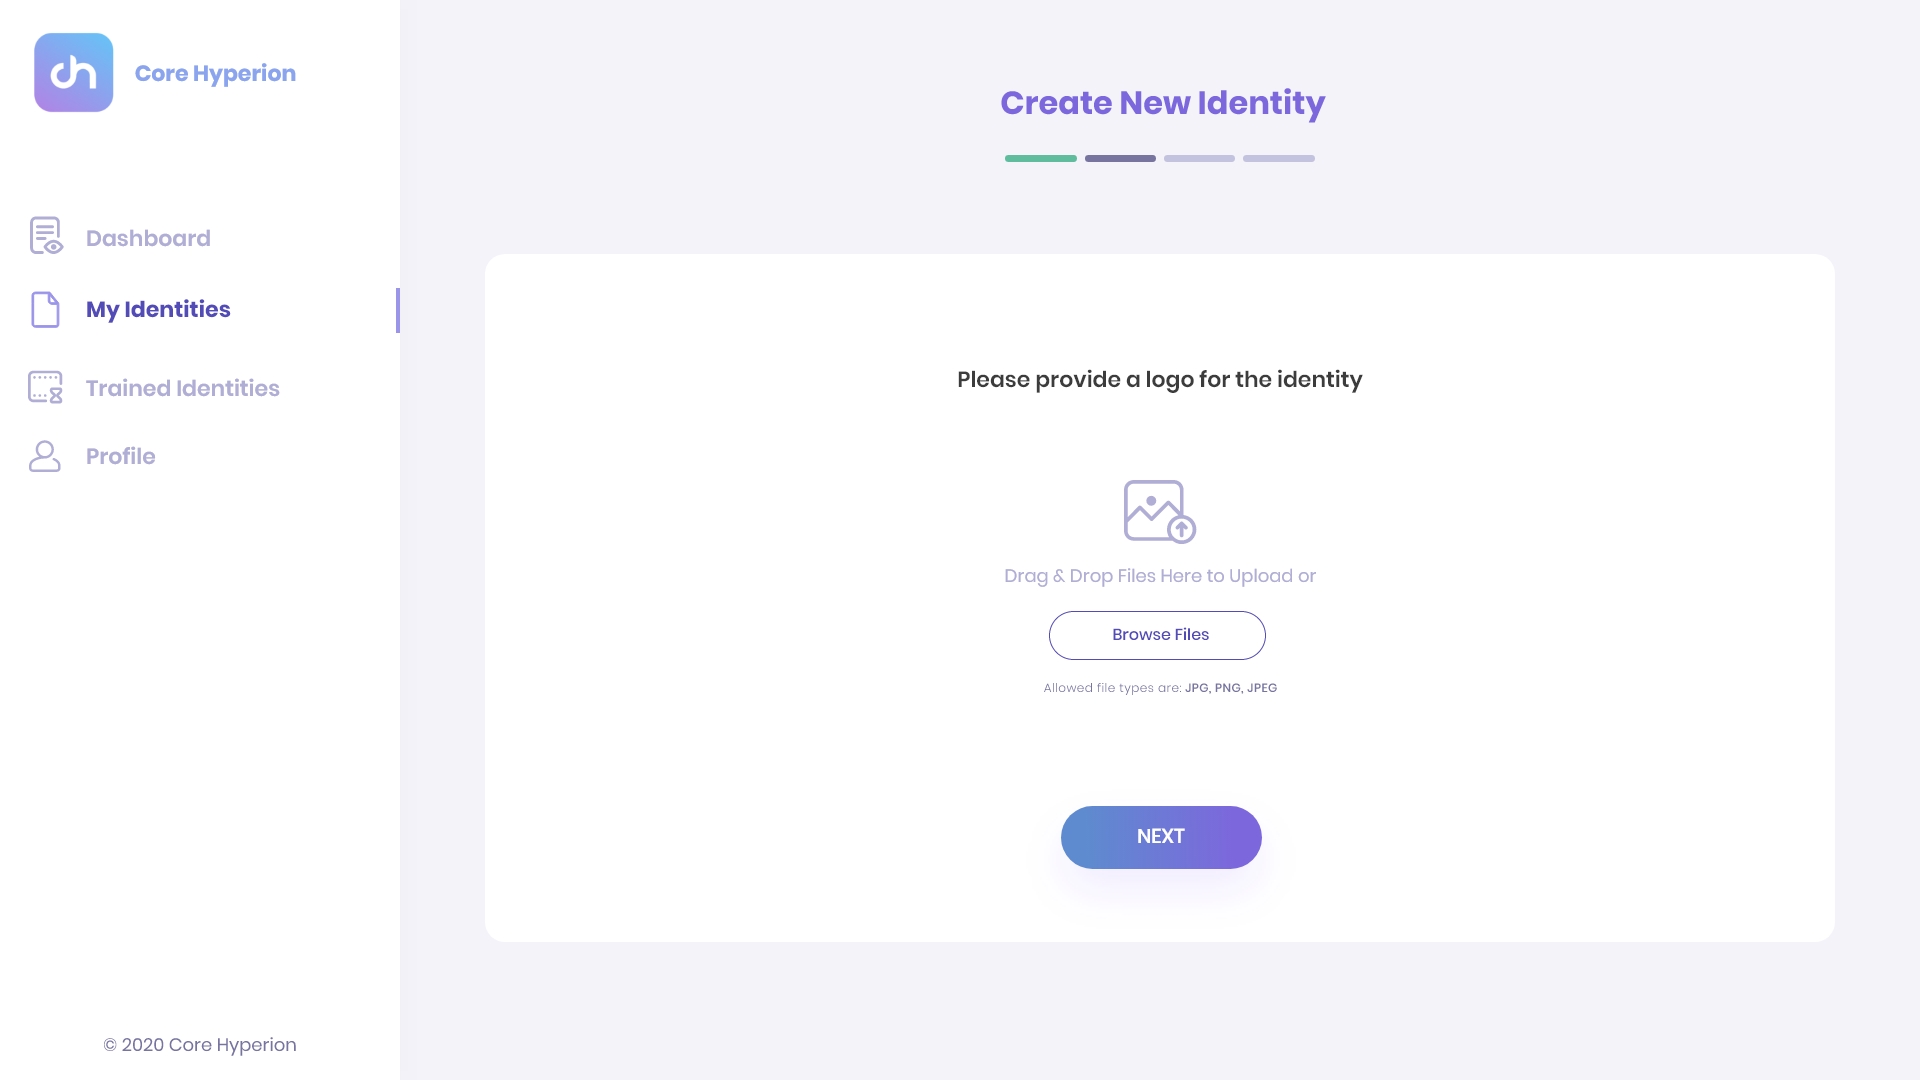 ch
Core Hyperion
Dashboard
My Identities
Trained Identities
Profile
© 2020 Core Hyperion
Create New Identity
Please provide a logo for the identity
Drag & Drop Files Here to Upload or
Browse Files
Allowed file types are: JPG, PNG, JPEG
NEXT